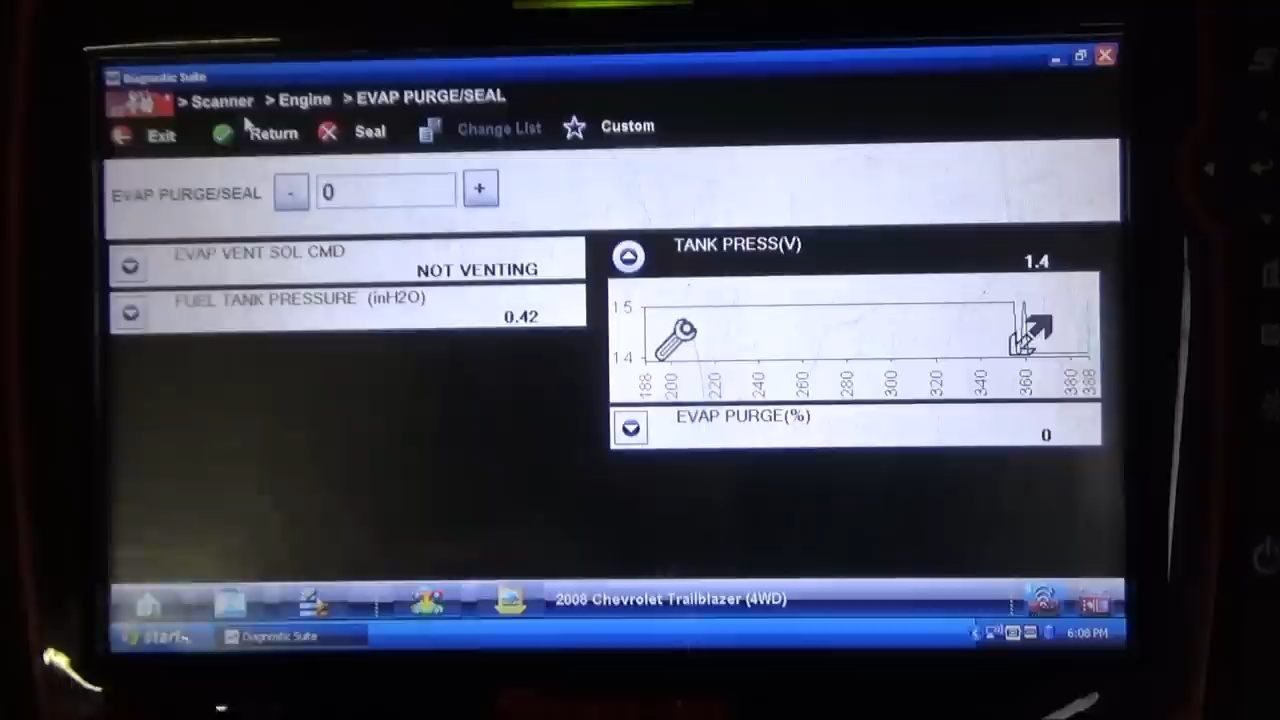 Diagnostic Suite
> Scanner > Engine > EVAP PURGE/SEAL
Exit Return Seal Change List Custom
EVAP PURGE/SEAL - 0 +
EVAP VENT SOL CMD
NOT VENTING
FUEL TANK PRESSURE (inH2O)
0.42
TANK PRESS(V)
1.4
1.5
1.4
188 200 220 240 260 280 300 320 340 360 380 388
EVAP PURGE(%)
0
2008 Chevrolet Trailblazer (4WD)
start Diagnostic Suite 6:08 PM